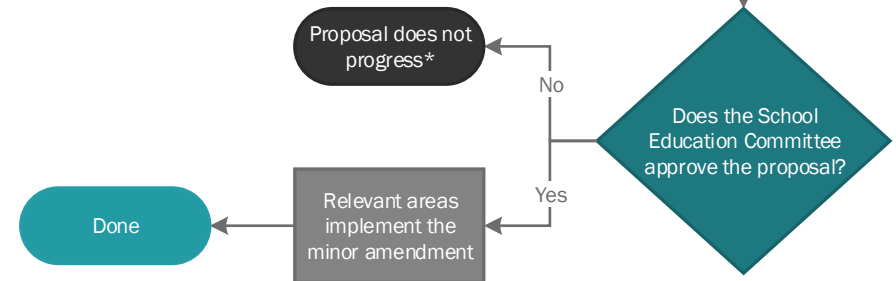 Proposal does not
progress*
No
Does the School
Education Committee
approve the proposal?
Yes
Relevant areas
implement the
minor amendment
Done